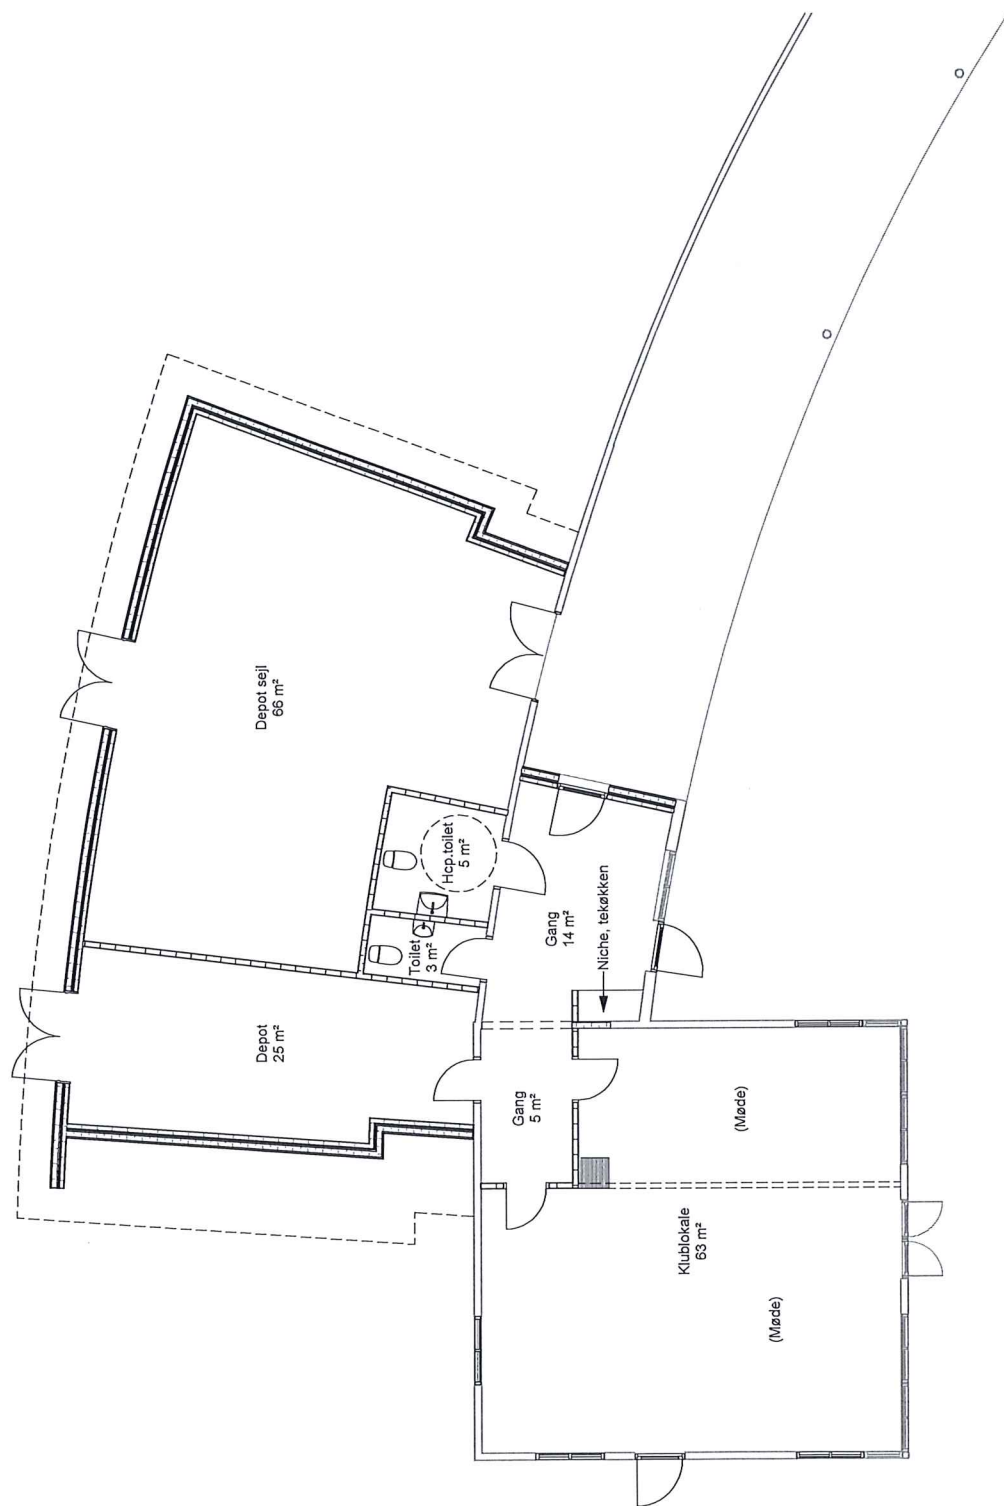 Depot sejl
66 m²
Depot
25 m²
Hcp.toilet
5 m²
Toilet
3 m²
Gang
14 m²
Niche, tekøkken
Gang
5 m²
(Møde)
Klublokale
63 m²
(Møde)